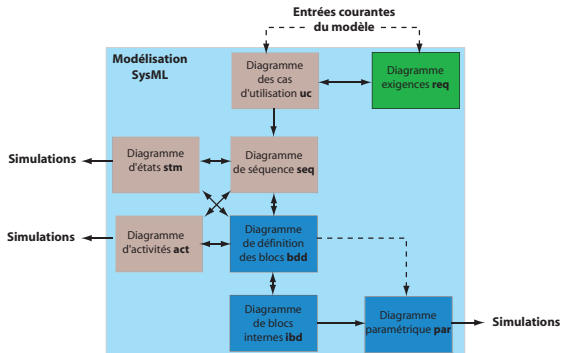 Entrées courantes
du modèle
Modélisation
SysML
Diagramme
des cas
d'utilisation uc
Diagramme
exigences req
Simulations
Diagramme
d'états stm
Diagramme
de séquence seq
Simulations
Diagramme
d'activités act
Diagramme
de définition
des blocs bdd
Diagramme
de blocs
internes ibd
Diagramme
paramétrique par
Simulations